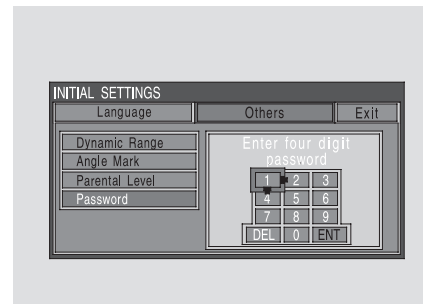 INITIAL SETTINGS
Language Others Exit
Dynamic Range
Angle Mark
Parental Level
Password
Enter four digit
password
1 2 3
4 5 6
7 8 9
DEL 0 ENT